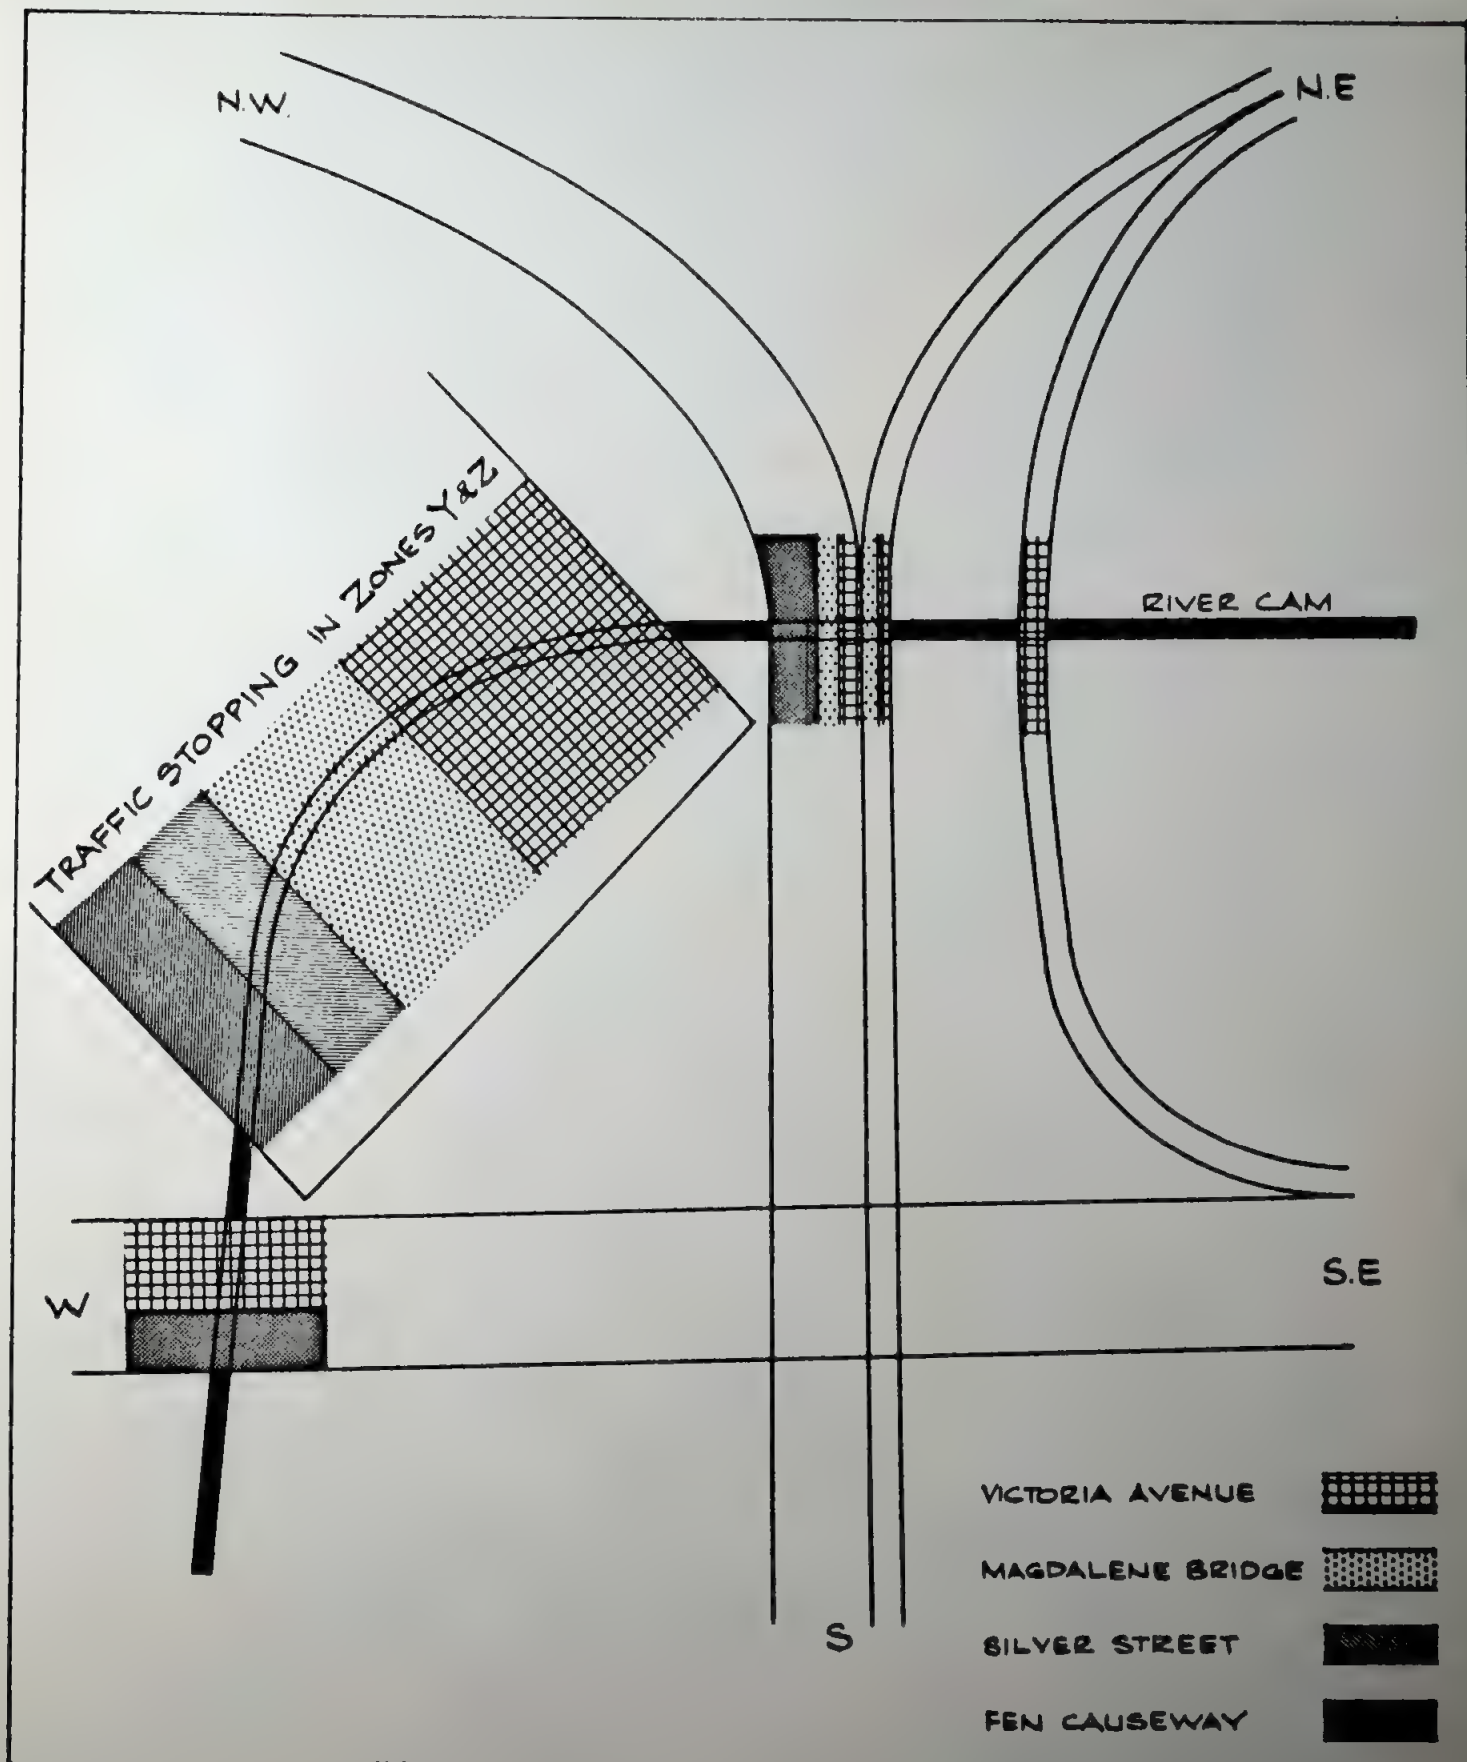 N.W.
N.E
TRAFFIC STOPPING IN ZONES Y & Z
RIVER CAM
W
S.E
S
VICTORIA AVENUE
MAGDALENE BRIDGE
SILVER STREET
FEN CAUSEWAY